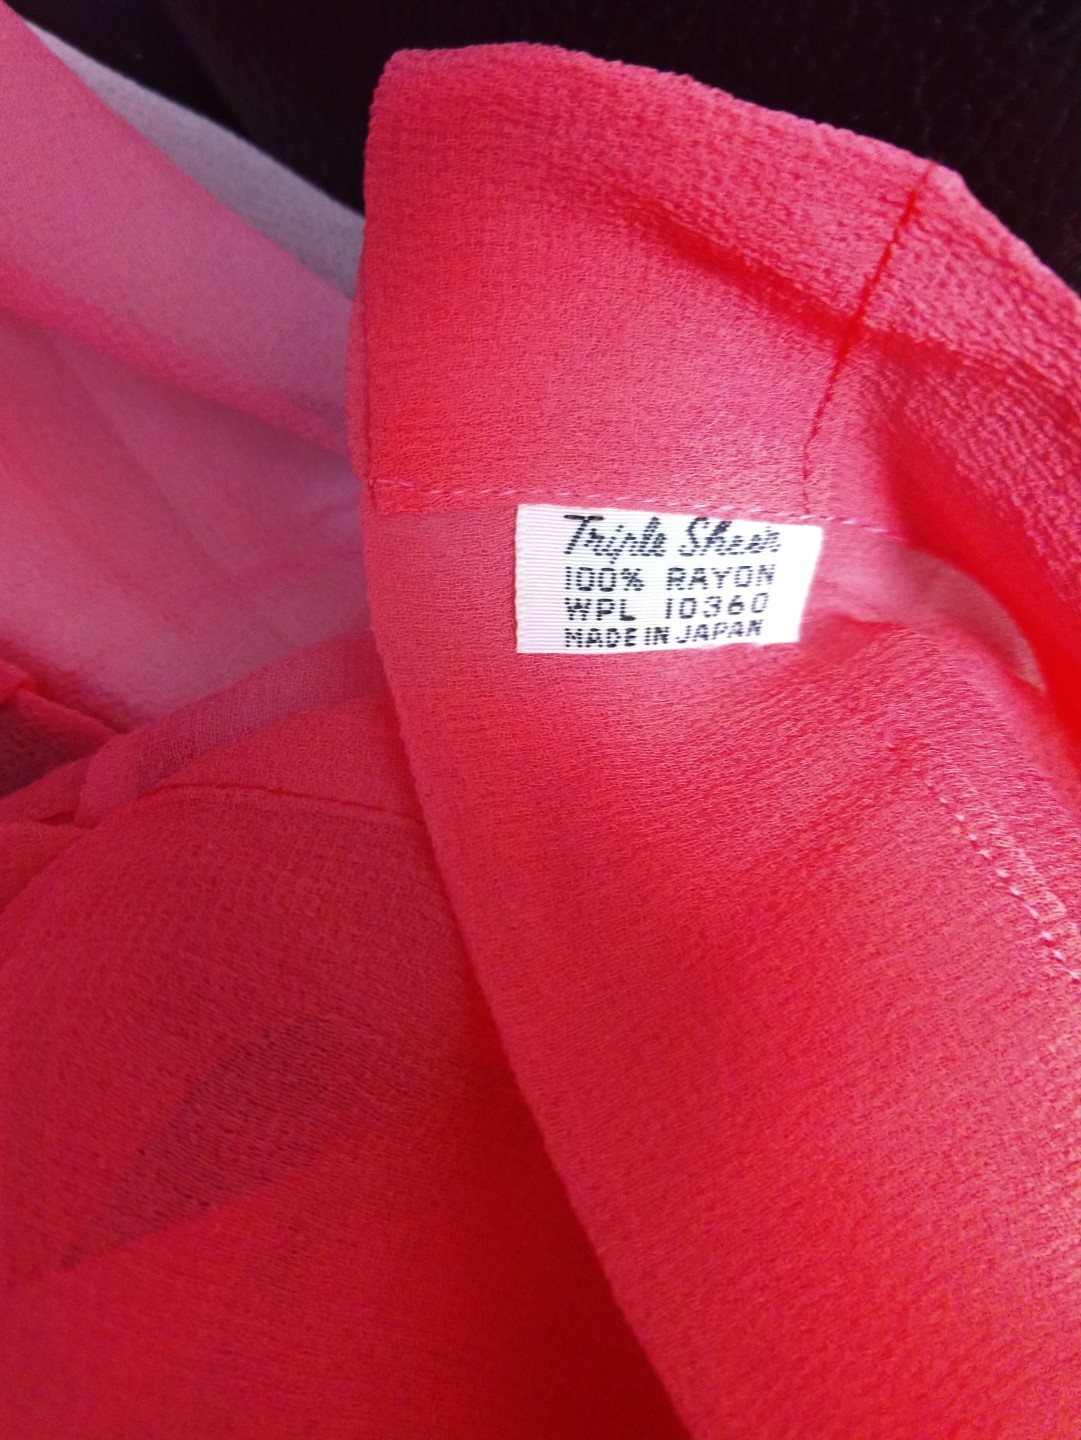 Triple Sheer
100% RAYON
WPL 10360
MADE IN JAPAN